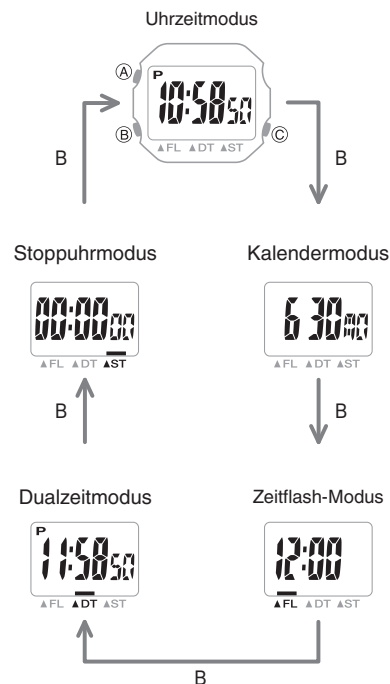 Uhrzeitmodus
A
P
10:58 50
B
C
▲FL ▲DT ▲ST
B
B
Stoppuhrmodus
Kalendermodus
00:00 00
6 30 MO
▲FL ▲DT ▲ST
▲FL ▲DT ▲ST
B
B
Dualzeitmodus
Zeitflash-Modus
P
11:58 50
12:00
▲FL ▲DT ▲ST
▲FL ▲DT ▲ST
B